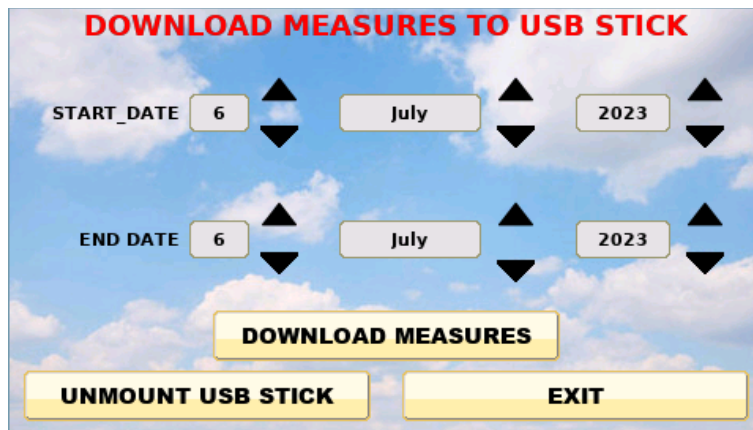 DOWNLOAD MEASURES TO USB STICK
START_DATE 6 July 2023
END DATE 6 July 2023
DOWNLOAD MEASURES
UNMOUNT USB STICK EXIT